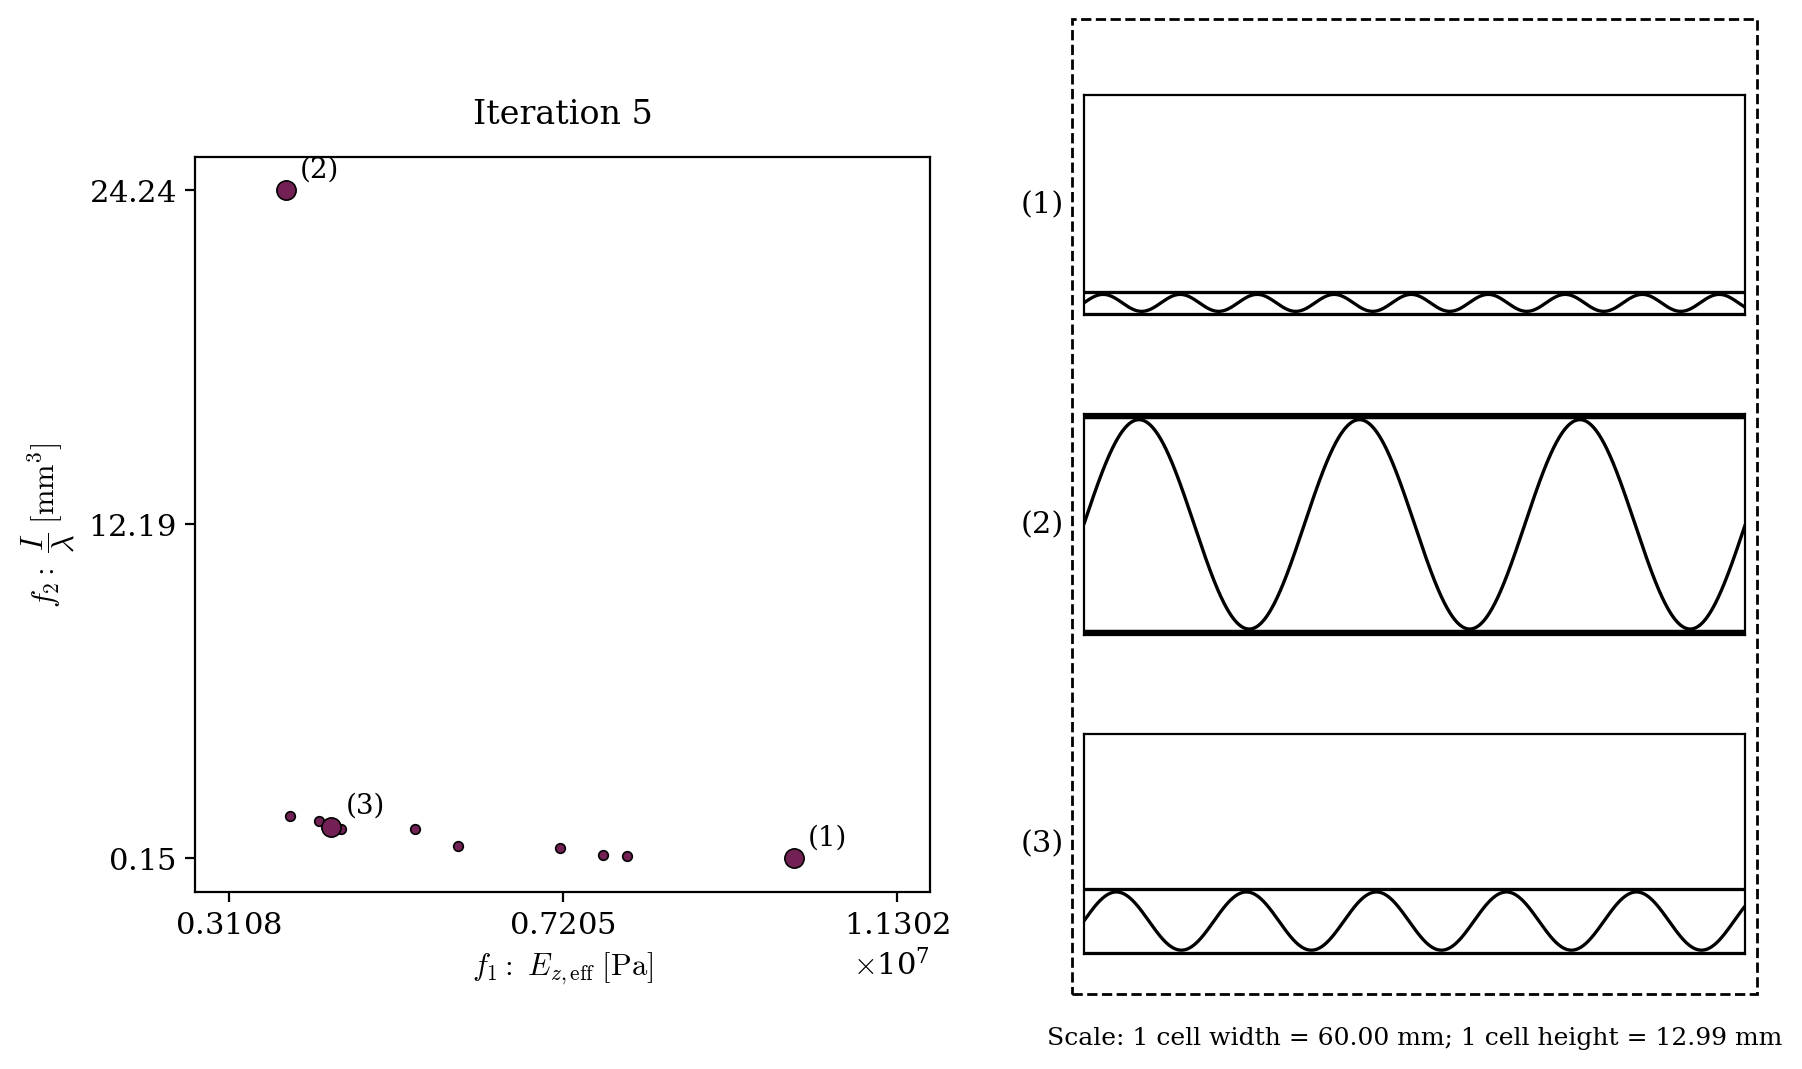 Iteration 5
(2)
24.24
12.19
0.15
f₂ : I/λ [mm³]
(3)
(1)
0.3108 0.7205 1.1302
×10⁷
f₁ : E_z,eff [Pa]
(1)
(2)
(3)
Scale: 1 cell width = 60.00 mm; 1 cell height = 12.99 mm